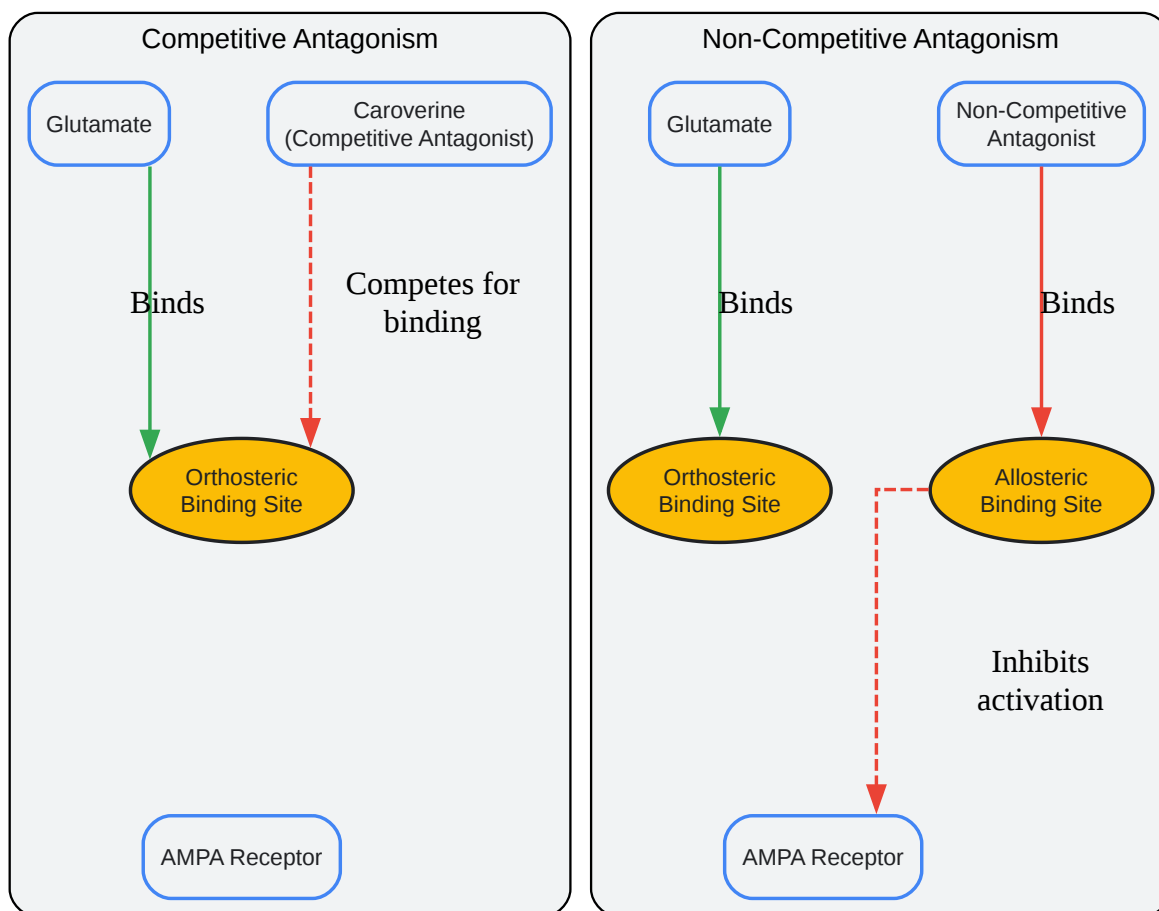 Competitive Antagonism
Glutamate
Caroverine
(Competitive Antagonist)
Binds
Competes for
binding
Orthosteric
Binding Site
AMPA Receptor
Non-Competitive Antagonism
Glutamate
Non-Competitive
Antagonist
Binds
Binds
Orthosteric
Binding Site
Allosteric
Binding Site
Inhibits
activation
AMPA Receptor